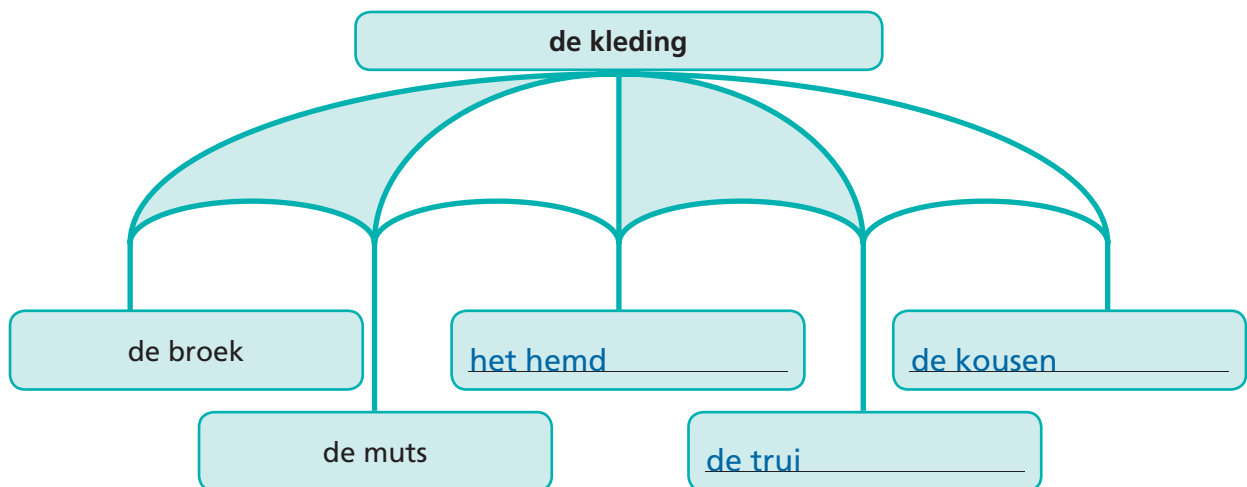 de kleding
de broek
het hemd
de kousen
de muts
de trui